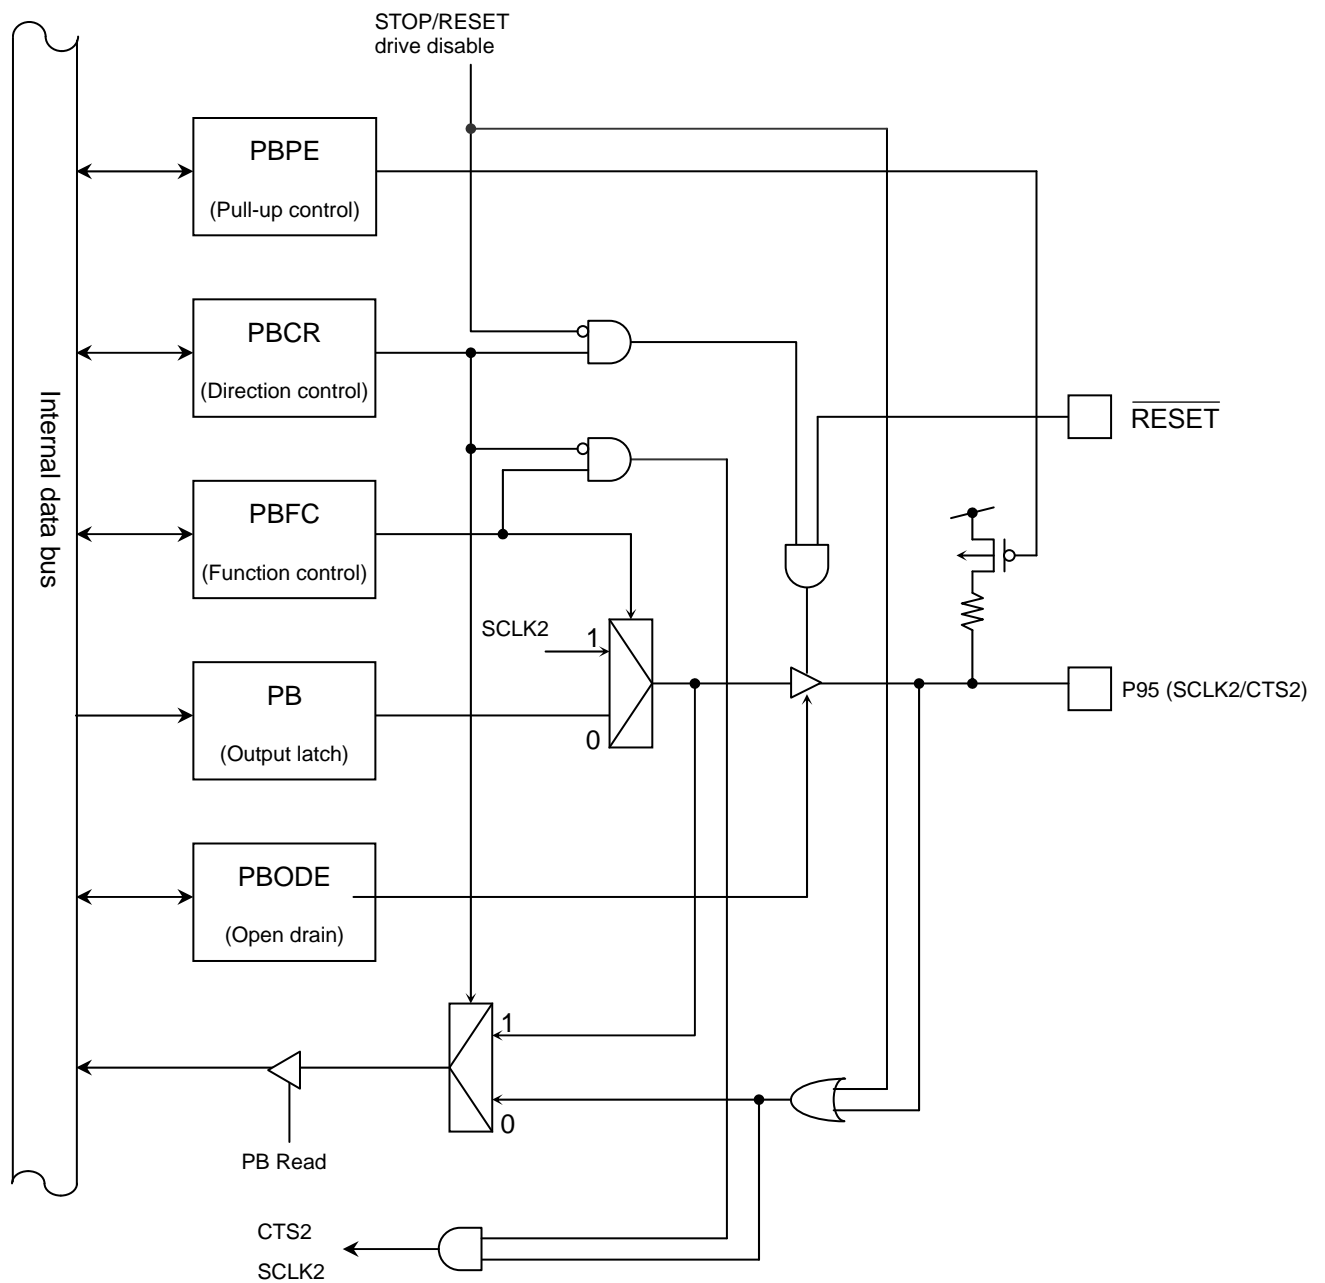 STOP/RESET
drive disable
PBPE
(Pull-up control)
PBCR
(Direction control)
RESET
Internal data bus
PBFC
(Function control)
SCLK2
1
PB
(Output latch)
0
P95 (SCLK2/CTS2)
PBODE
(Open drain)
1
0
PB Read
CTS2
SCLK2